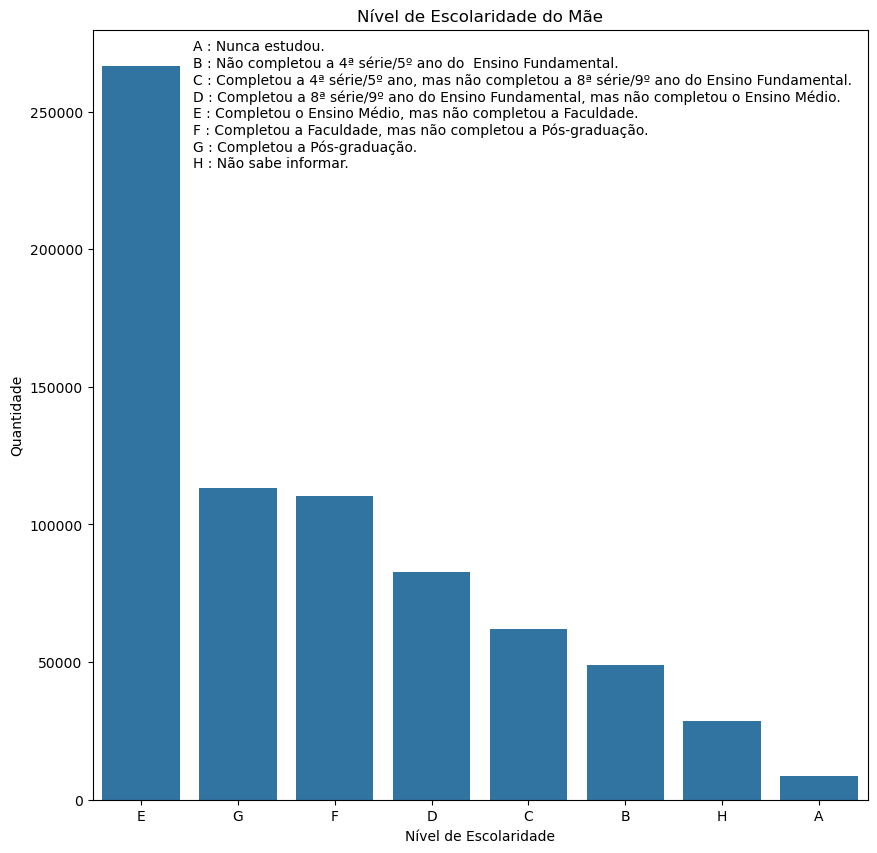 Nível de Escolaridade do Mãe
A : Nunca estudou.
B : Não completou a 4ª série/5º ano do  Ensino Fundamental.
C : Completou a 4ª série/5º ano, mas não completou a 8ª série/9º ano do Ensino Fundamental.
D : Completou a 8ª série/9º ano do Ensino Fundamental, mas não completou o Ensino Médio.
E : Completou o Ensino Médio, mas não completou a Faculdade.
F : Completou a Faculdade, mas não completou a Pós-graduação.
G : Completou a Pós-graduação.
H : Não sabe informar.
250000
200000
150000
100000
50000
0
Quantidade
E G F D C B H A
Nível de Escolaridade